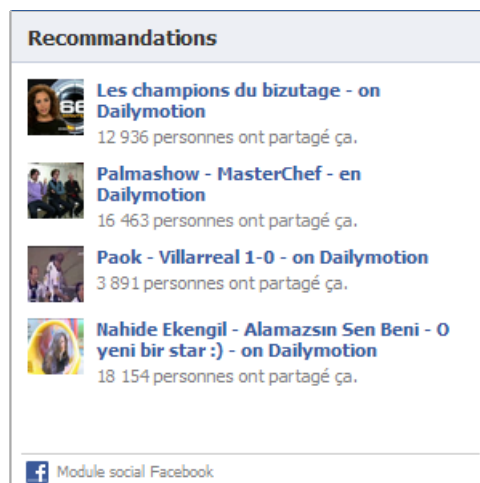 Recommandations
Les champions du bizutage - on
Dailymotion
12 936 personnes ont partagé ça.
Palmashow - MasterChef - en
Dailymotion
16 463 personnes ont partagé ça.
Paok - Villarreal 1-0 - on Dailymotion
3 891 personnes ont partagé ça.
Nahide Ekengil - Alamazsın Sen Beni - O
yeni bir star :) - on Dailymotion
18 154 personnes ont partagé ça.
Module social Facebook